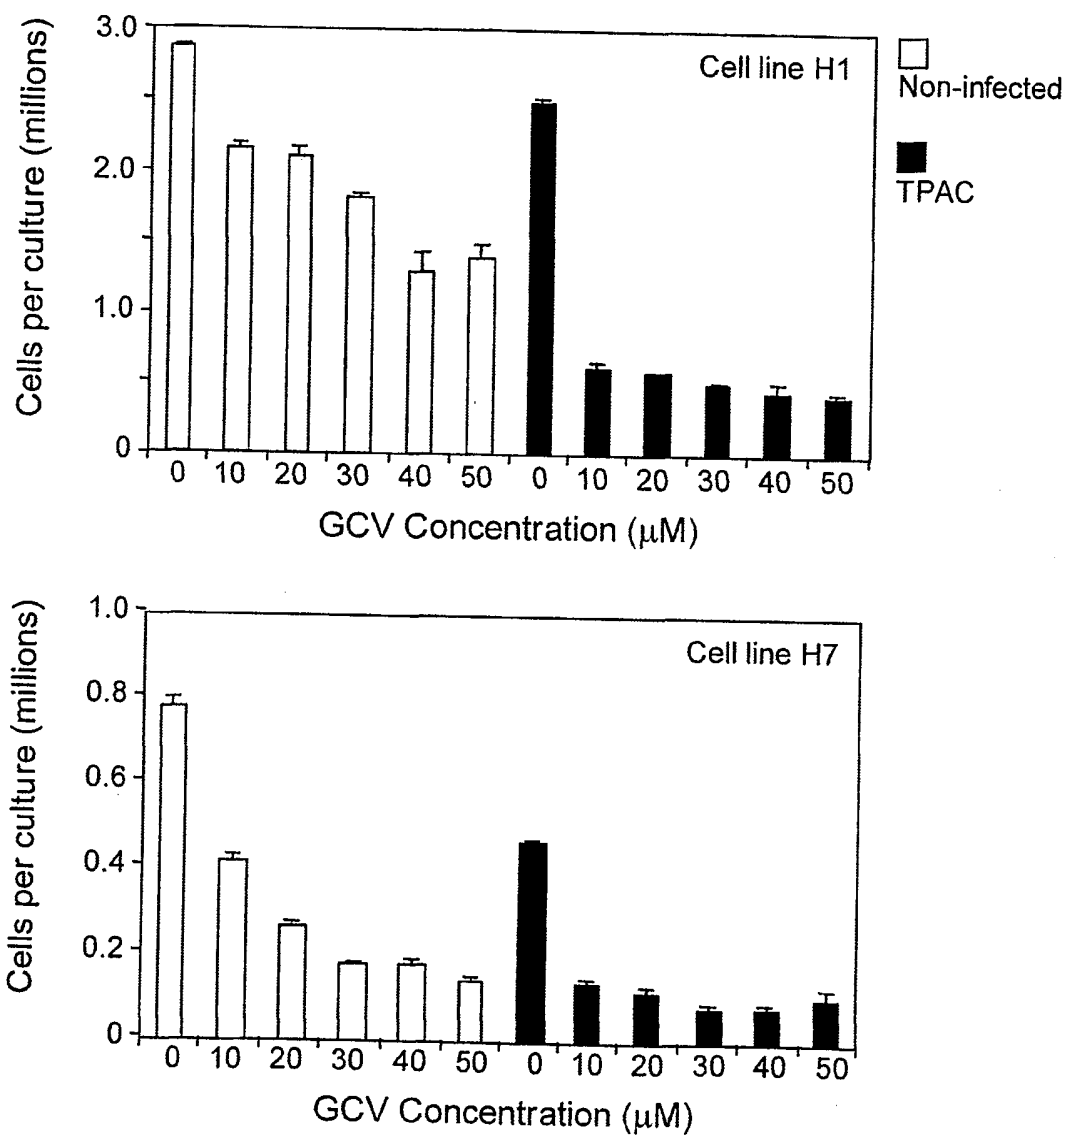 3.0
2.0
1.0
0
Cells per culture (millions)
Cell line H1
Non-infected
TPAC
0 10 20 30 40 50 0 10 20 30 40 50
GCV Concentration (μM)
1.0
0.8
0.6
0.4
0.2
0
Cells per culture (millions)
Cell line H7
0 10 20 30 40 50 0 10 20 30 40 50
GCV Concentration (μM)